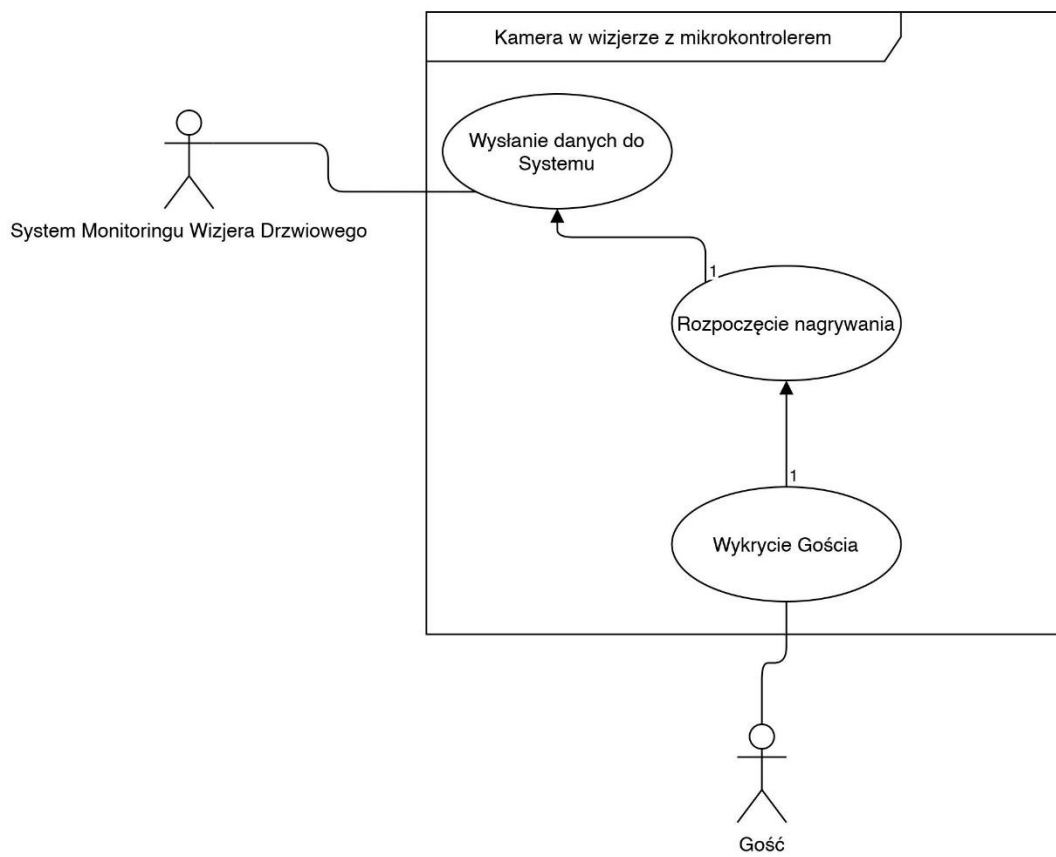 Kamera w wizjerze z mikrokontrolerem
Wysłanie danych do
Systemu
System Monitoringu Wizjera Drzwiowego
1
Rozpoczęcie nagrywania
1
Wykrycie Gościa
Gość